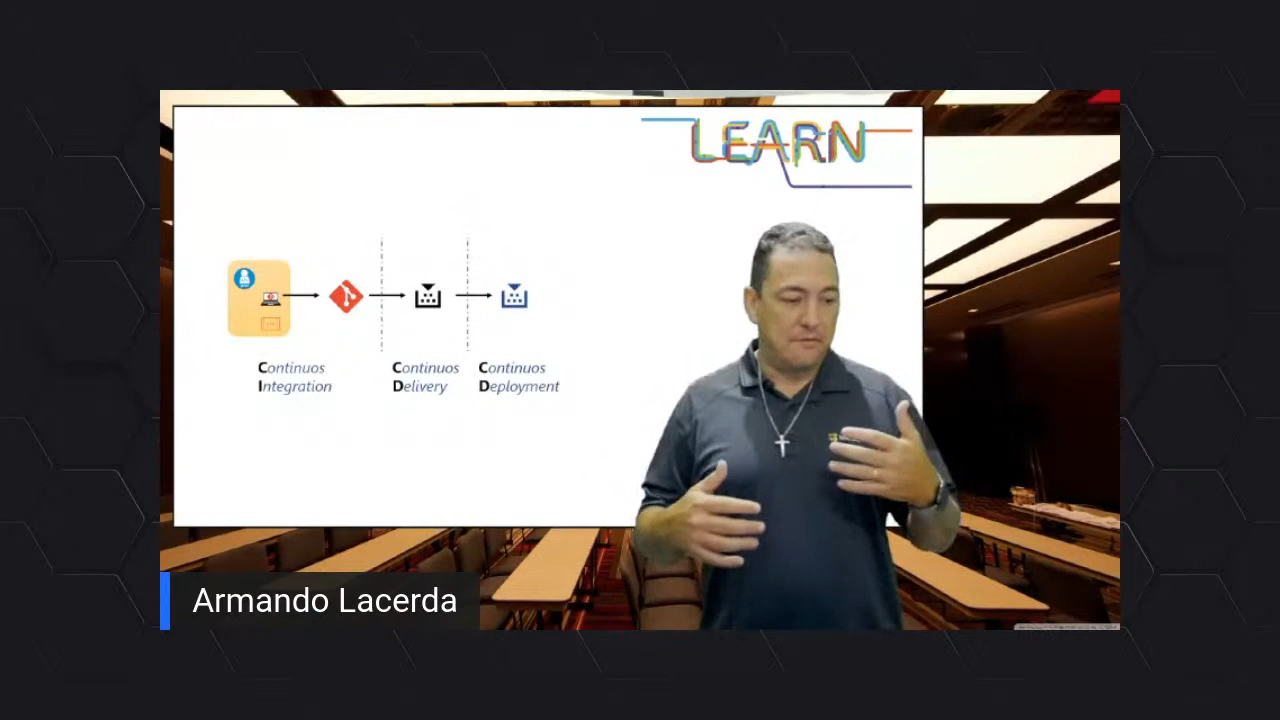 LEARN
Continuos
Integration
Continuos
Delivery
Continuos
Deployment
Armando Lacerda